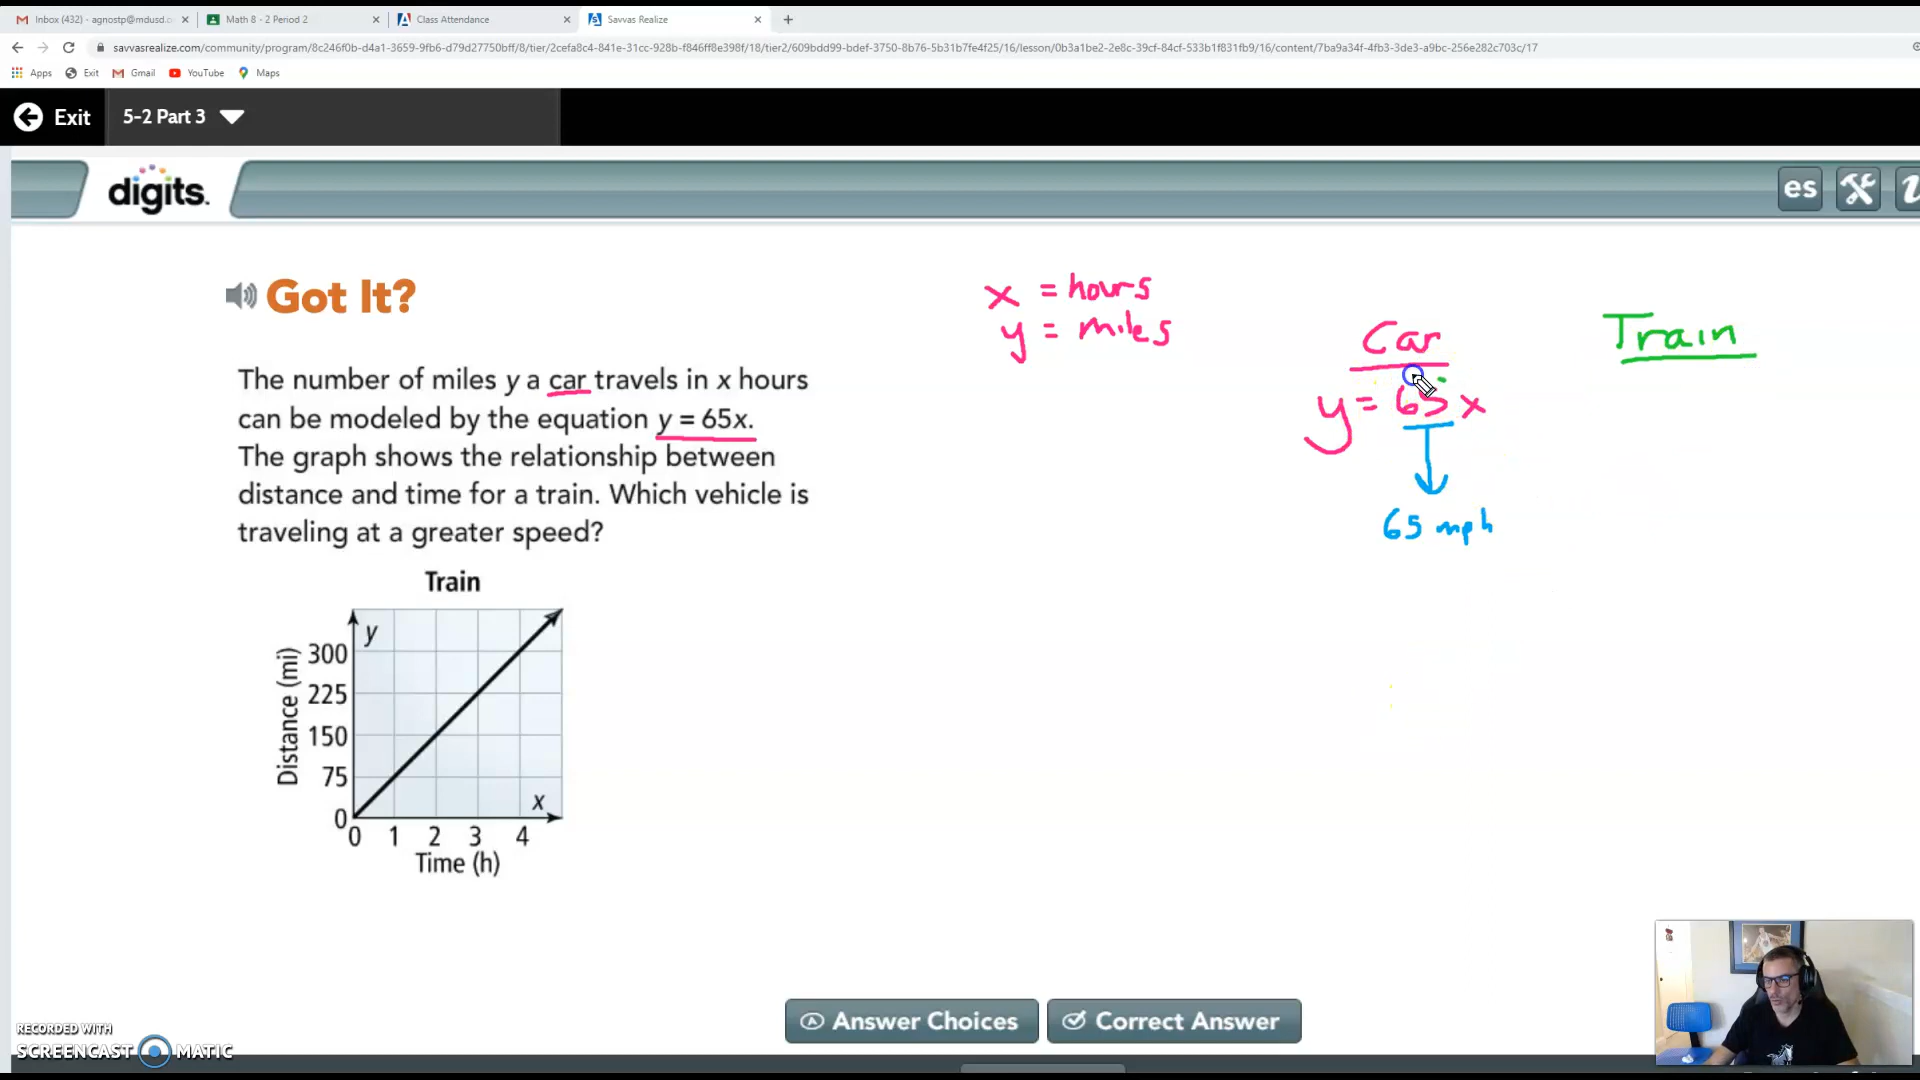 Inbox (432) - agnostp@mdusd.o
Math 8 - 2 Period 2
Class Attendance
Savvas Realize
savvasrealize.com/community/program/8c246f0b-d4a1-3659-9fb6-d79d27750bff/8/tier/2cefa8c4-841e-31cc-928b-f846ff8e398f/18/tier2/609bdd99-bdef-3750-8b76-5b31b7fe4f25/16/lesson/0b3a1be2-2e8c-39cf-84cf-533b1f831fb9/16/content/7ba9a34f-4fb3-3de3-a9bc-256e282c703c/17
Apps Exit Gmail YouTube Maps
Exit 5-2 Part 3
digits.
es
Got It?
x = hours
y = miles
Car
Train
The number of miles y a car travels in x hours
can be modeled by the equation y = 65x.
The graph shows the relationship between
distance and time for a train. Which vehicle is
traveling at a greater speed?
y = 65x
65 mph
Train
y
300
225
150
75
0
Distance (mi)
x
0 1 2 3 4
Time (h)
Answer Choices
Correct Answer
RECORDED WITH
SCREENCAST MATIC